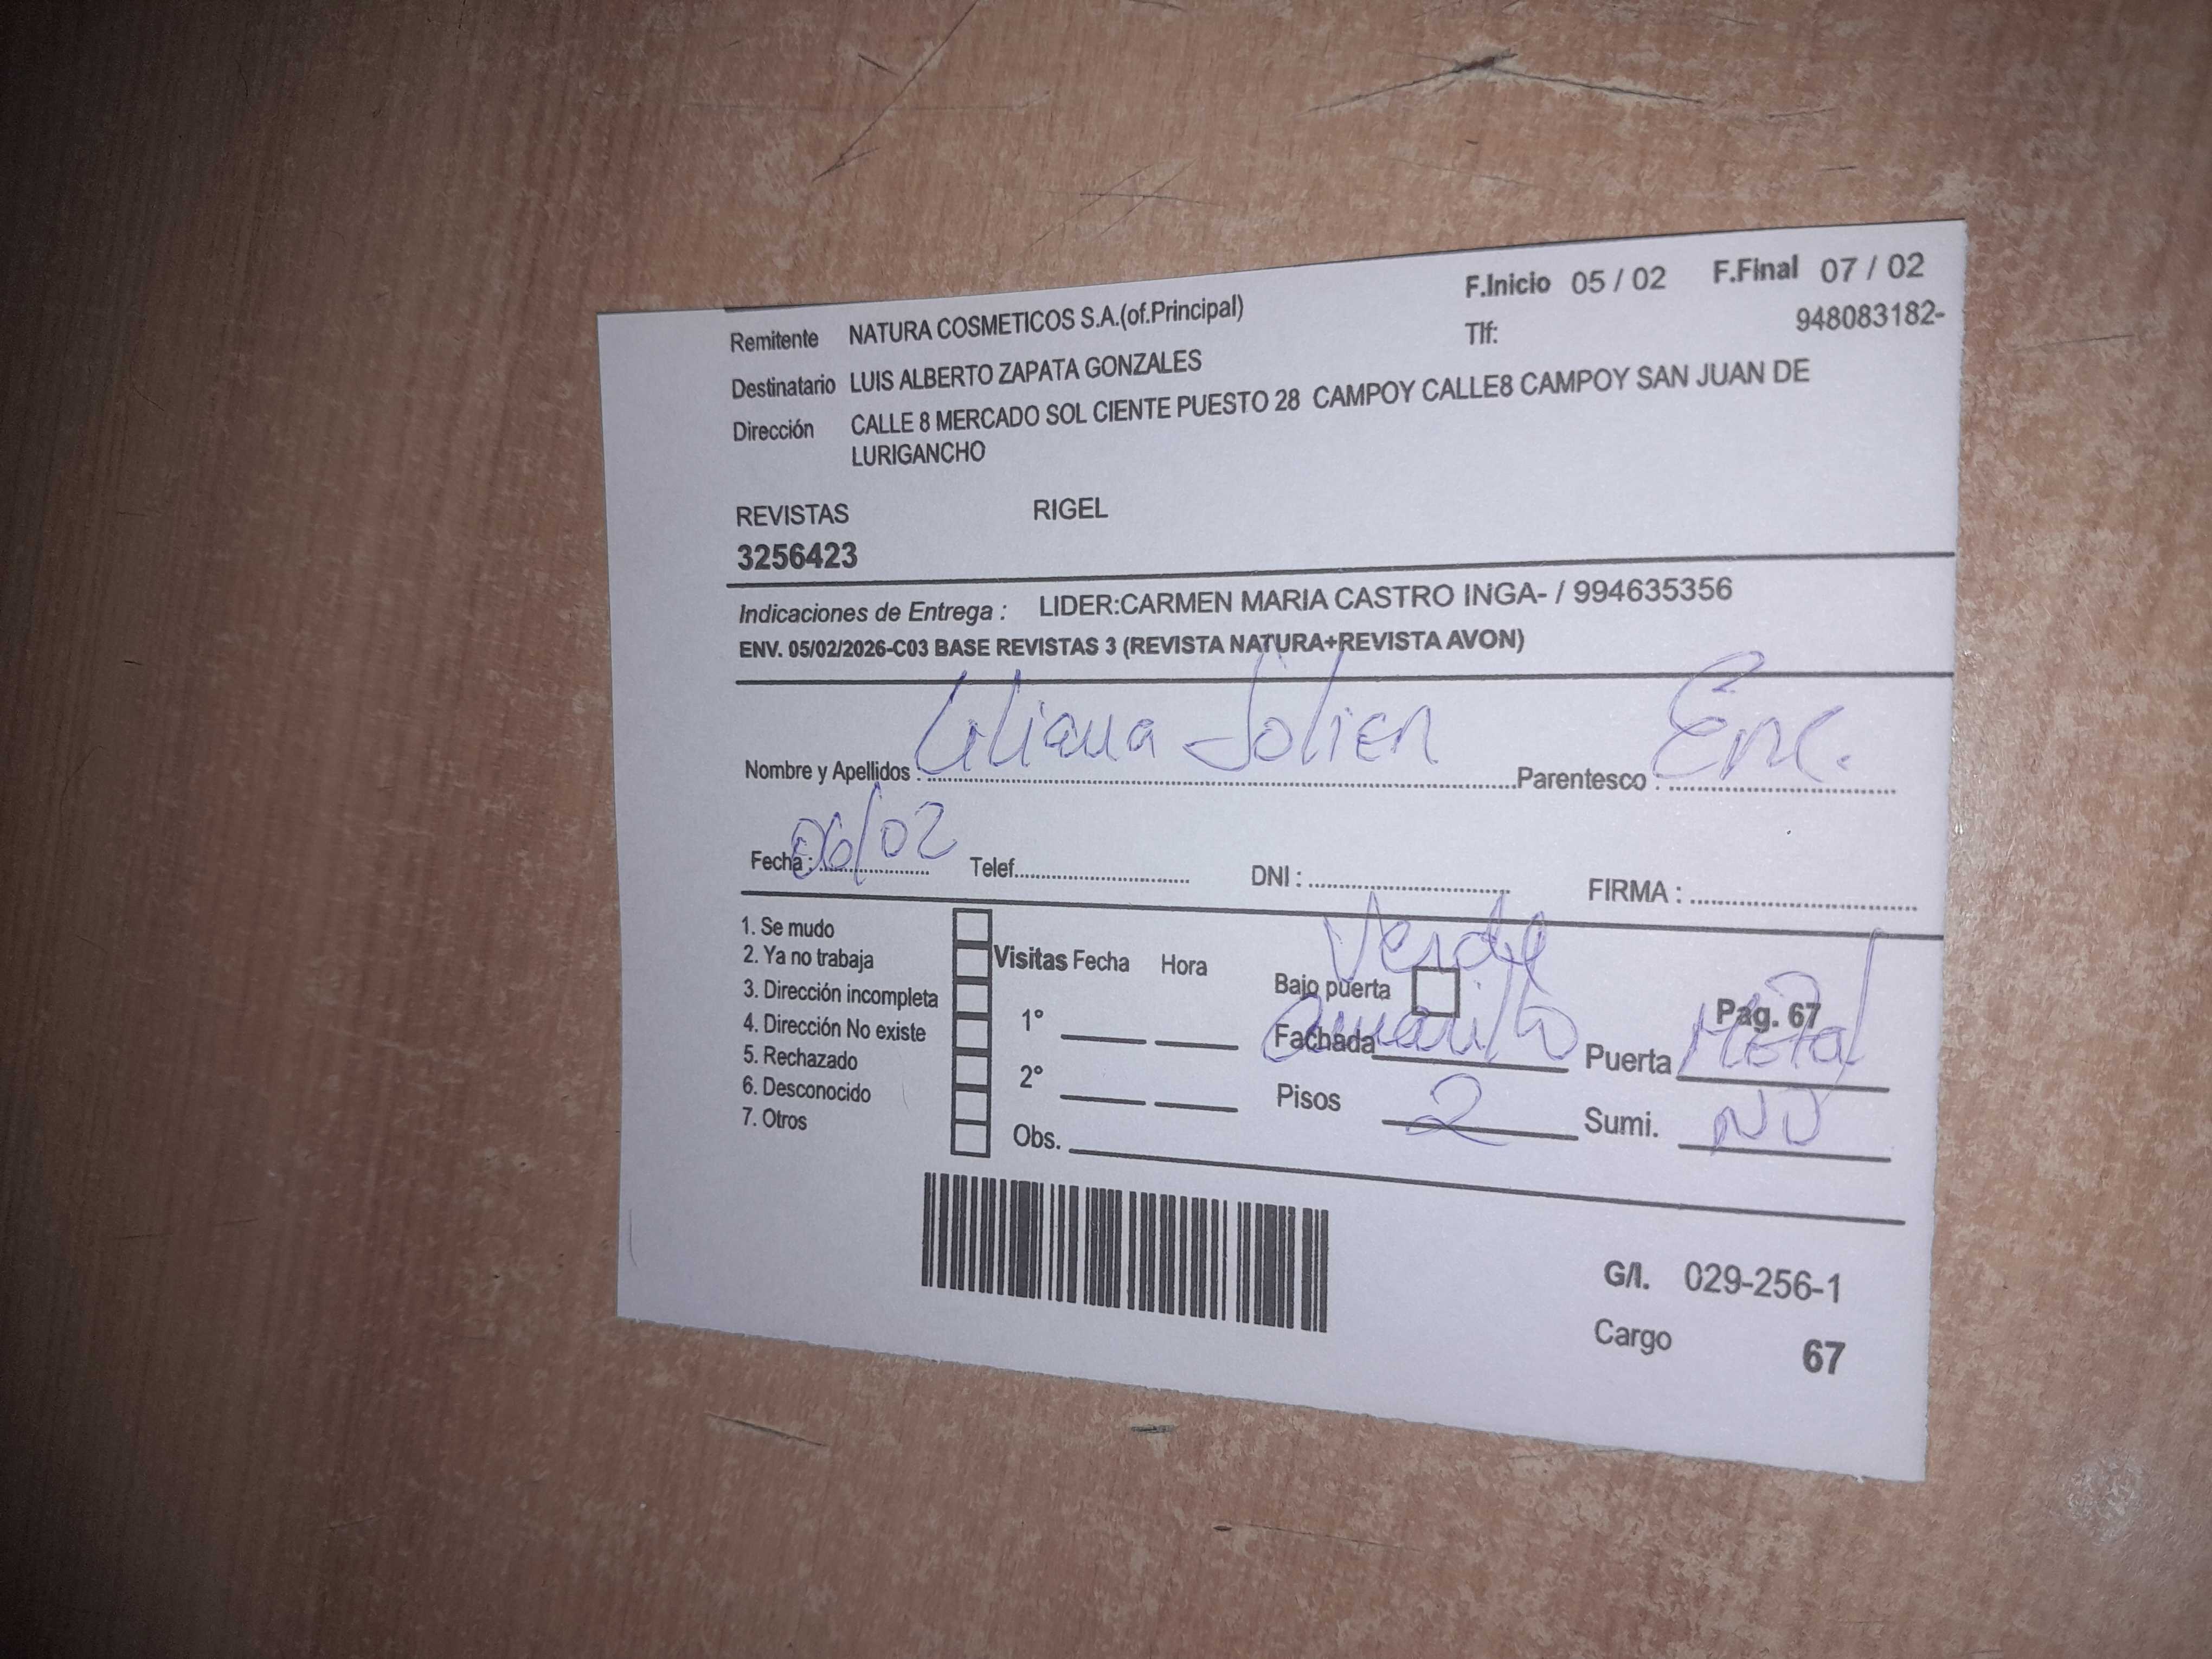 F.Inicio 05 / 02 F.Final 07 / 02
Remitente NATURA COSMETICOS S.A.(of.Principal) Tlf: 948083182-
Destinatario LUIS ALBERTO ZAPATA GONZALES
Dirección CALLE 8 MERCADO SOL CIENTE PUESTO 28 CAMPOY CALLE8 CAMPOY SAN JUAN DE
LURIGANCHO
REVISTAS RIGEL
3256423
Indicaciones de Entrega : LIDER:CARMEN MARIA CASTRO INGA- / 994635356
ENV. 05/02/2026-C03 BASE REVISTAS 3 (REVISTA NATURA+REVISTA AVON)
Nombre y Apellidos : Liliana Parentesco : Enc.
Fecha : 06/02 Telef. DNI : FIRMA :
1. Se mudo
2. Ya no trabaja
3. Dirección incompleta
4. Dirección No existe
5. Rechazado
6. Desconocido
7. Otros
Visitas Fecha Hora
1°
2°
Obs.
Verde
Bajo puerta Pag. 67
Fachada amarillo Puerta Metal
Pisos 2 Sumi. NO
G/I. 029-256-1
Cargo 67